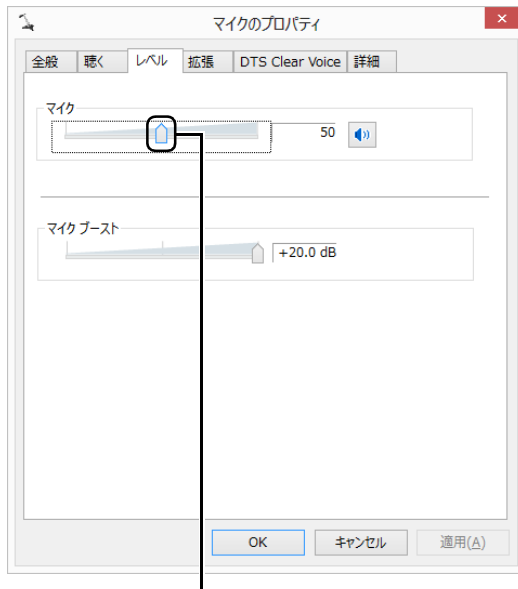 マイクのプロパティ
全般 聴く レベル 拡張 DTS Clear Voice 詳細
マイク
50
マイク ブースト
+20.0 dB
OK キャンセル 適用(A)